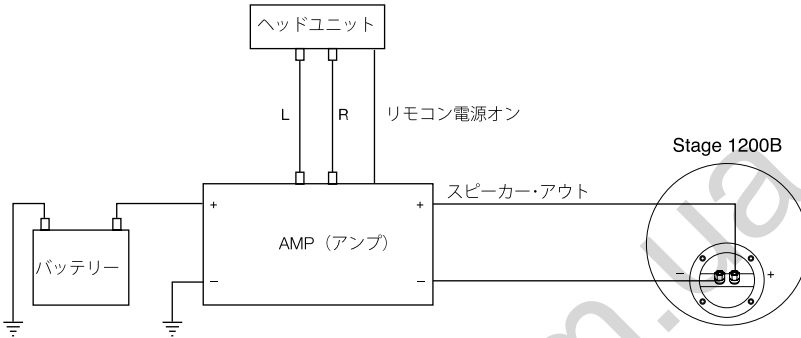 ヘッドユニット
L
R
リモコン電源オン
Stage 1200B
スピーカー・アウト
+
+
AMP（アンプ）
バッテリー
−
+
−
−
m.ua